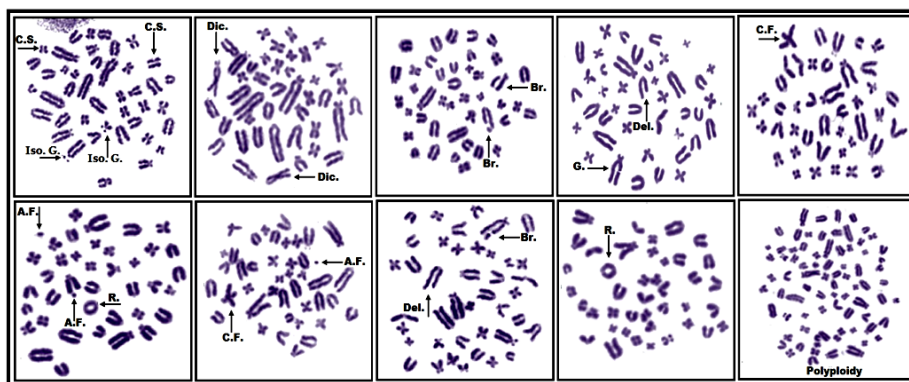 C.S.
C.S.
Iso. G.
Iso. G.
Dic.
Dic.
Br.
Br.
Del.
G.
C.F.
A.F.
A.F.
R.
A.F.
C.F.
Br.
Del.
R.
Polyploidy